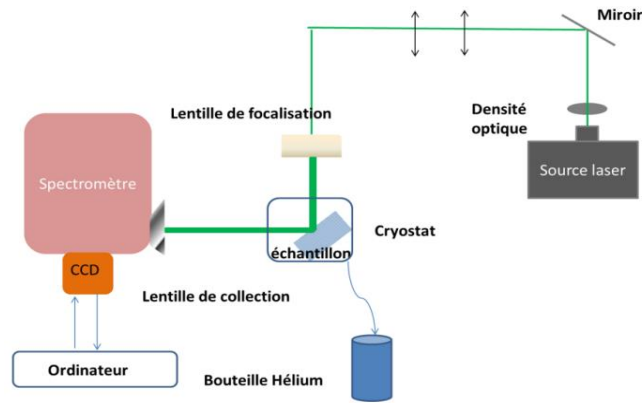 Miroir
Densité
optique
Source laser
Lentille de focalisation
Spectromètre
Cryostat
échantillon
CCD
Lentille de collection
Ordinateur
Bouteille Hélium